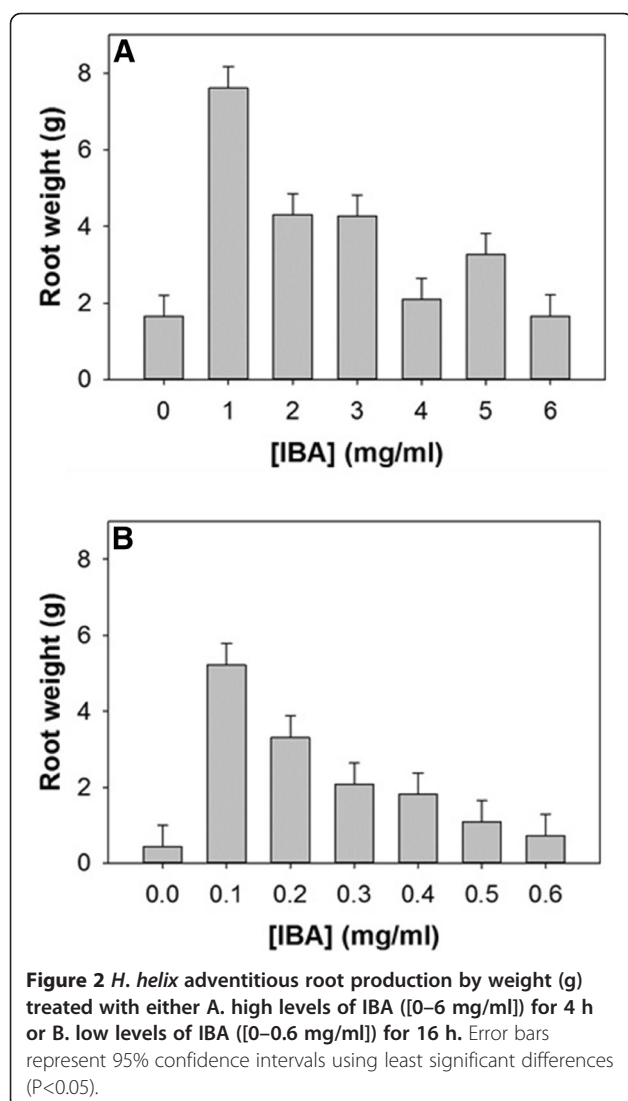 A
Root weight (g)
8
6
4
2
0
0 1 2 3 4 5 6
[IBA] (mg/ml)
B
Root weight (g)
8
6
4
2
0
0.0 0.1 0.2 0.3 0.4 0.5 0.6
[IBA] (mg/ml)
Figure 2 H. helix adventitious root production by weight (g)
treated with either A. high levels of IBA ([0–6 mg/ml]) for 4 h
or B. low levels of IBA ([0–0.6 mg/ml]) for 16 h. Error bars
represent 95% confidence intervals using least significant differences
(P<0.05).